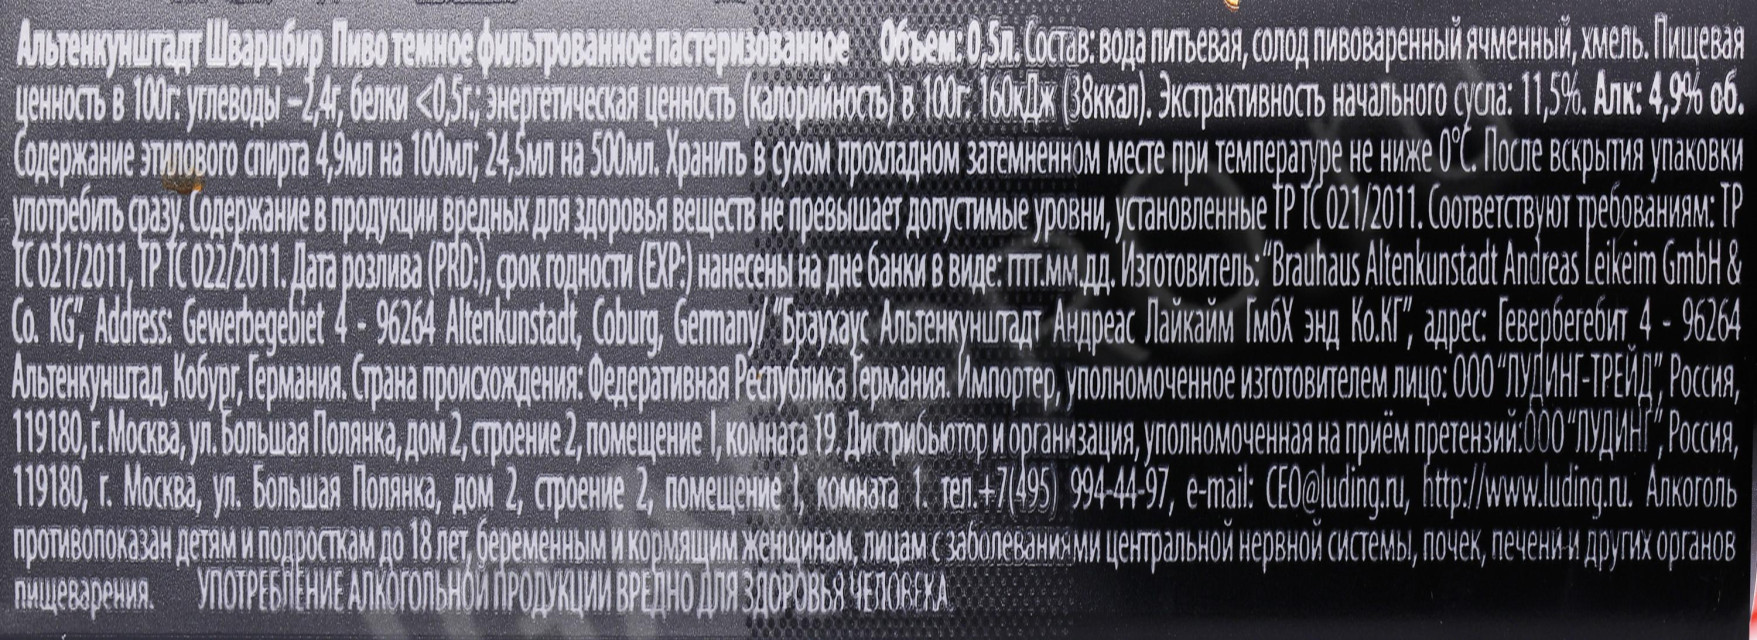 Альтенкунштадт Шварцбир Пиво темное фильтрованное пастеризованное Объем: 0,5л. Состав: вода питьевая, солод пивоваренный ячменный, хмель. Пищевая
ценность в 100г: углеводы –2,4г, белки <0,5г.; энергетическая ценность (калорийность) в 100г: 160кДж (38ккал). Экстрактивность начального сусла: 11,5%. Алк: 4,9% об.
Содержание этилового спирта 4,9мл на 100мл; 24,5мл на 500мл. Хранить в сухом прохладном затемненном месте при температуре не ниже 0°С. После вскрытия упаковки
употребить сразу. Содержание в продукции вредных для здоровья веществ не превышает допустимые уровни, установленные ТР ТС 021/2011. Соответствуют требованиям: ТР
ТС 021/2011, ТР ТС 022/2011. Дата розлива (PRD:), срок годности (EXP:) нанесены на дне банки в виде: гггг.мм.дд. Изготовитель: “Brauhaus Altenkunstadt Andreas Leikeim GmbH &
Co. KG”, Address: Gewerbegebiet 4 - 96264 Altenkunstadt, Coburg, Germany/ “Браухаус Альтенкунштадт Андреас Лайкайм ГмбХ энд Ко.КГ”, адрес: Гевербегебит 4 - 96264
Альтенкунштад, Кобург, Германия. Страна происхождения: Федеративная Республика Германия. Импортер, уполномоченное изготовителем лицо: ООО “ЛУДИНГ-ТРЕЙД”, Россия,
119180, г. Москва, ул. Большая Полянка, дом 2, строение 2, помещение I, комната 19. Дистрибьютор и организация, уполномоченная на приём претензий: ООО “ЛУДИНГ”, Россия,
119180, г. Москва, ул. Большая Полянка, дом 2, строение 2, помещение I, комната 1. тел.+7(495) 994-44-97, e-mail: CEO@luding.ru, http://www.luding.ru. Алкоголь
противопоказан детям и подросткам до 18 лет, беременным и кормящим женщинам, лицам с заболеваниями центральной нервной системы, почек, печени и других органов
пищеварения. УПОТРЕБЛЕНИЕ АЛКОГОЛЬНОЙ ПРОДУКЦИИ ВРЕДНО ДЛЯ ЗДОРОВЬЯ ЧЕЛОВЕКА